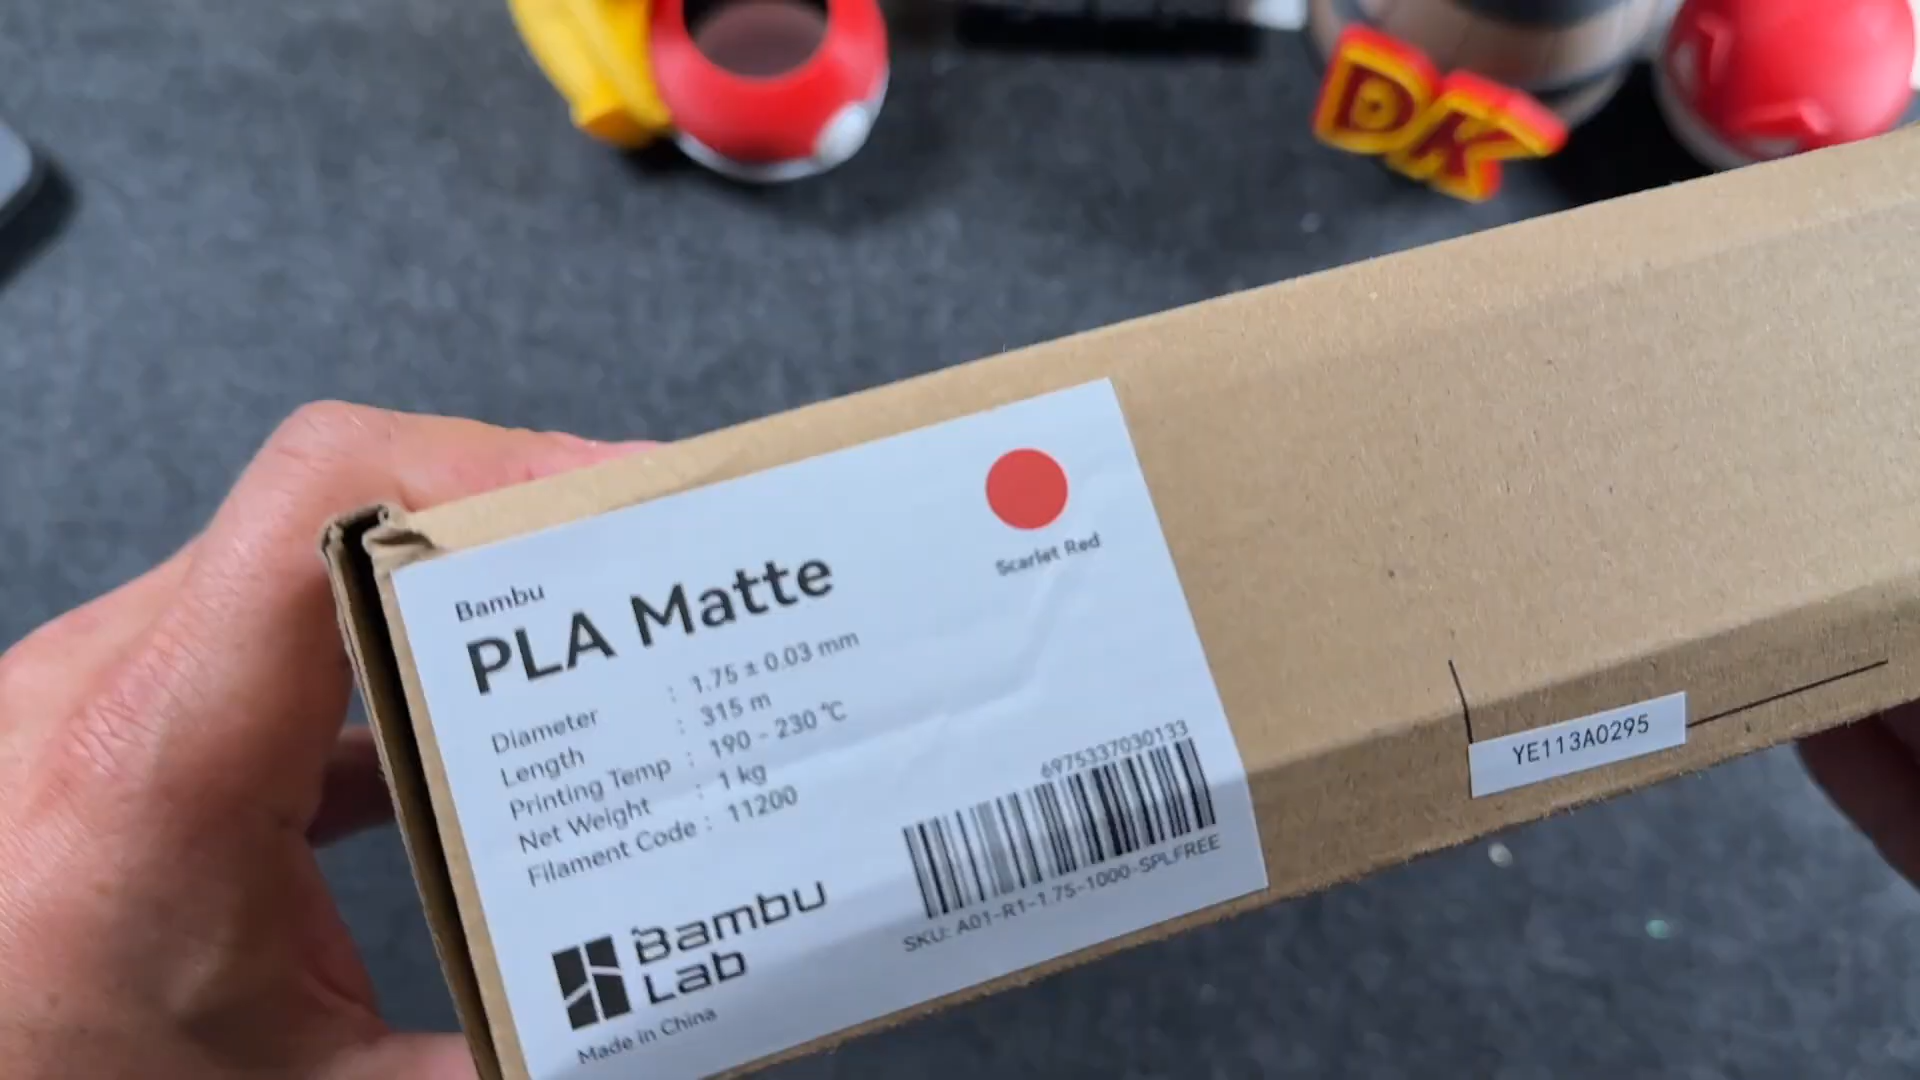 DK
Bambu
PLA Matte
Scarlet Red
Diameter : 1.75 ± 0.03 mm
Length : 315 m
Printing Temp : 190 - 230 °C
Net Weight : 1 kg
Filament Code : 11200
6975337030133
SKU: A01-R1-1.75-1000-SPLFREE
Bambu
Lab
Made in China
YE113A0295